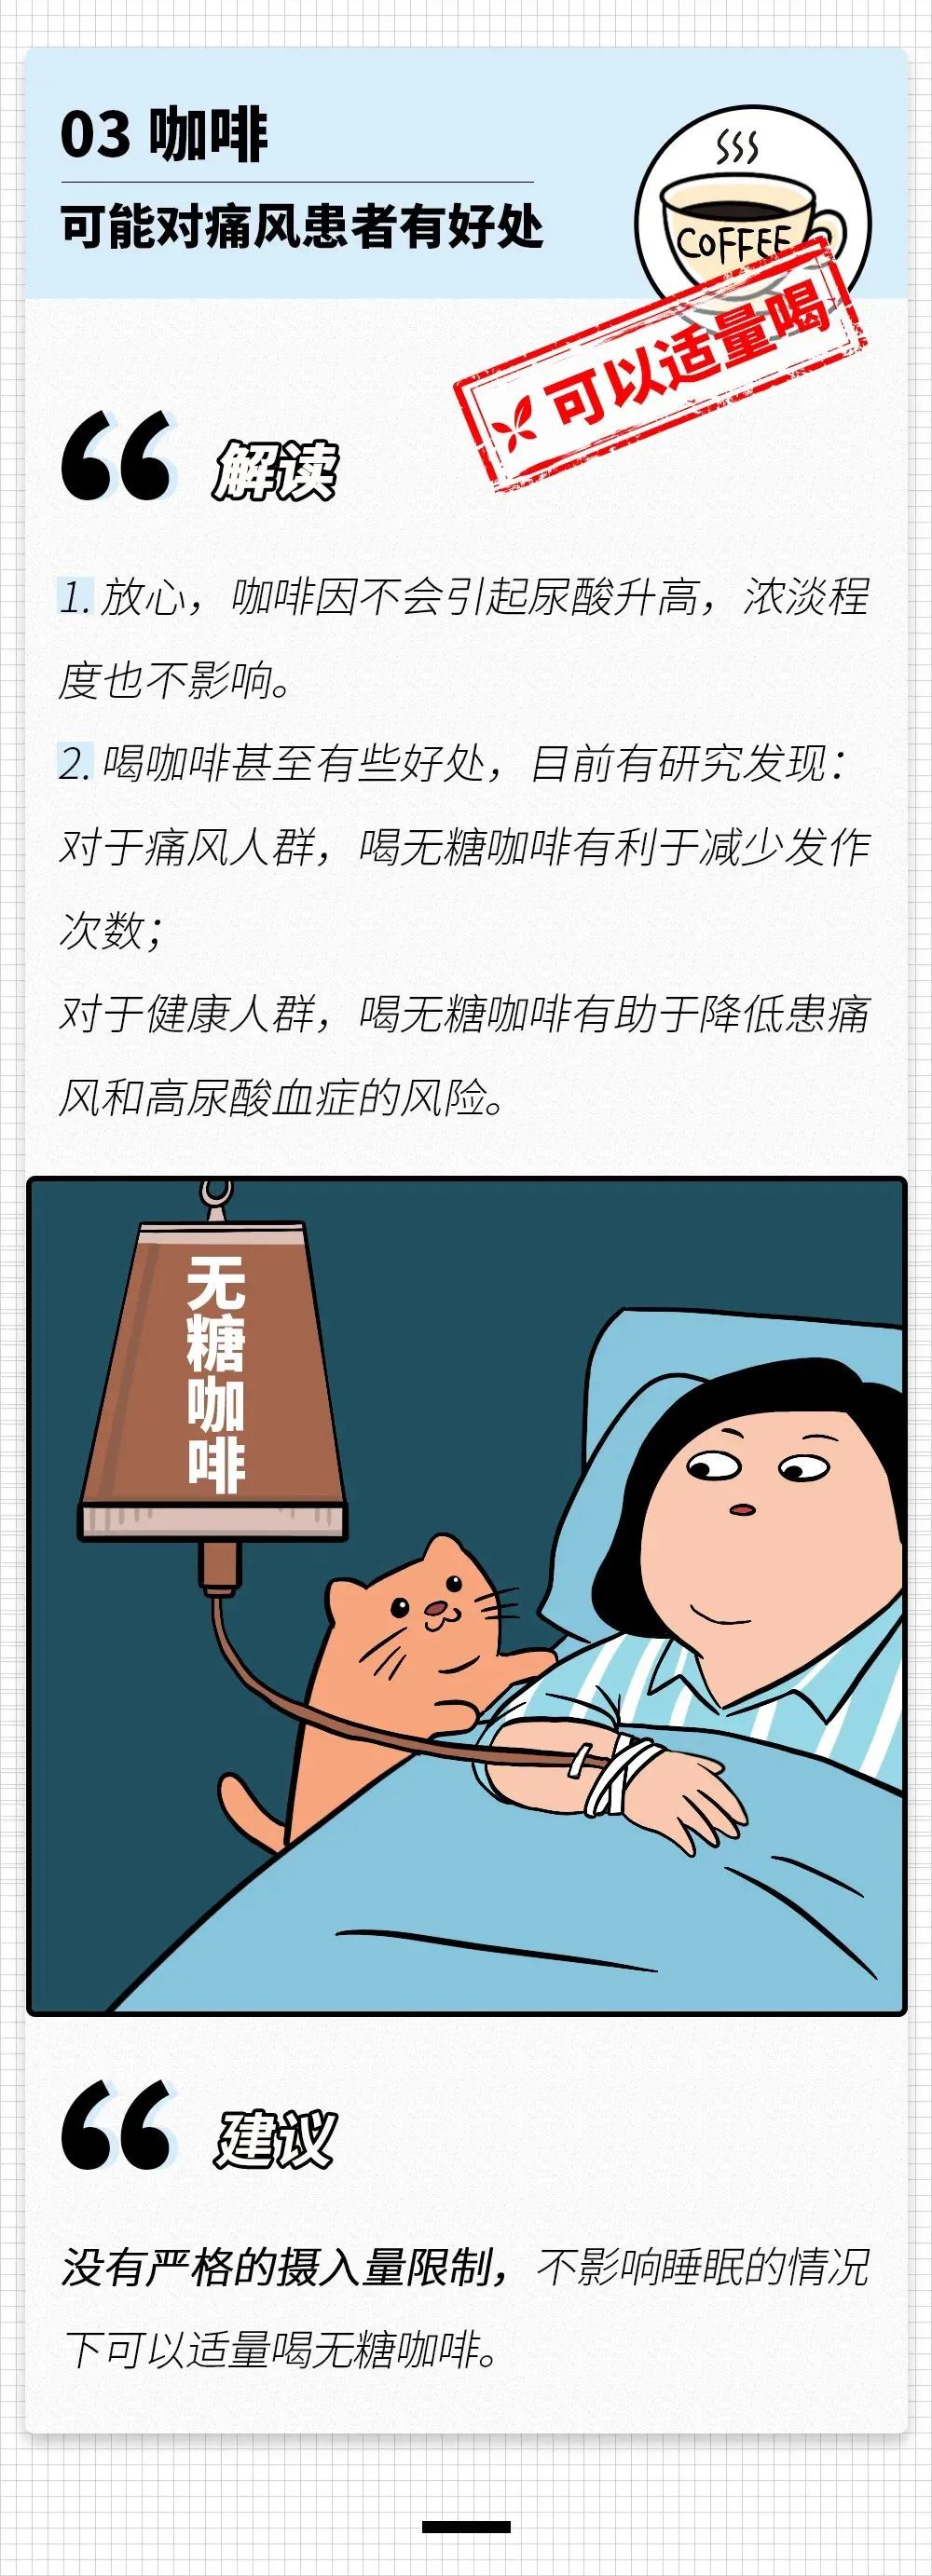 03 咖啡
可能对痛风患者有好处
COFFEE
可以适量喝
解读
1. 放心，咖啡因不会引起尿酸升高，浓淡程
度也不影响。
2. 喝咖啡甚至有些好处，目前有研究发现：
对于痛风人群，喝无糖咖啡有利于减少发作
次数；
对于健康人群，喝无糖咖啡有助于降低患痛
风和高尿酸血症的风险。
无糖咖啡
建议
没有严格的摄入量限制，不影响睡眠的情况
下可以适量喝无糖咖啡。